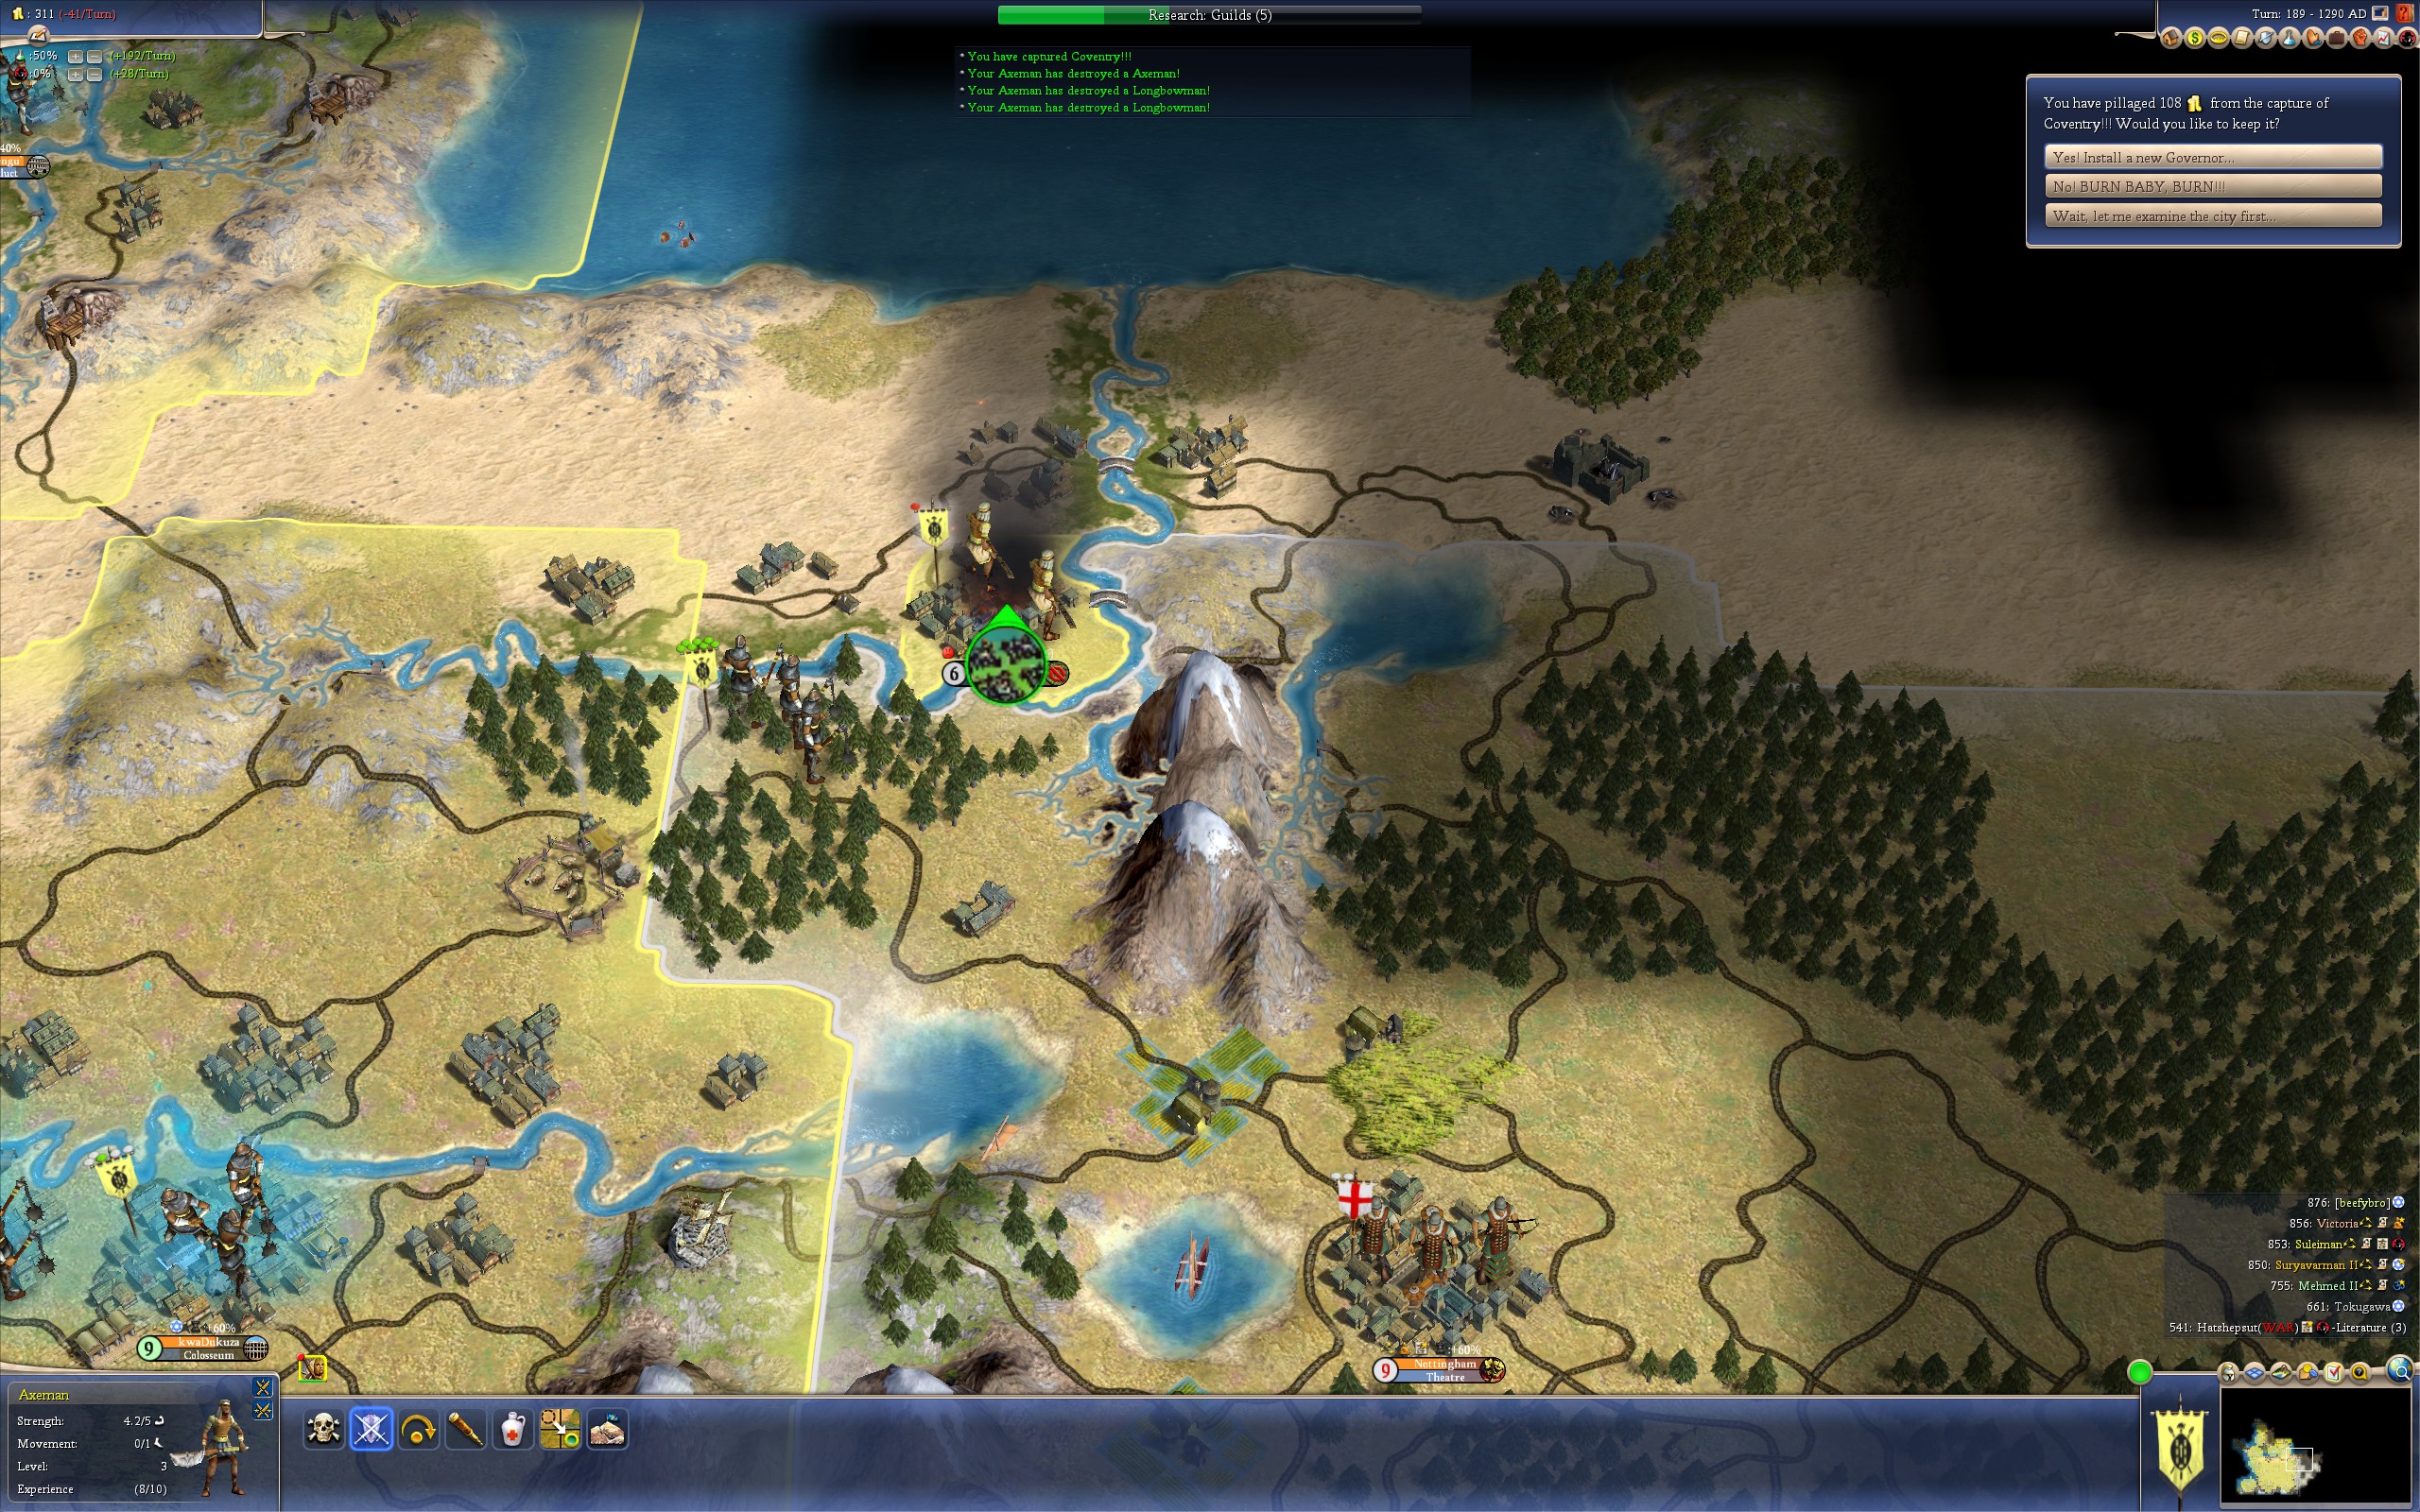 : 311 (-41/Turn)
:50% (+192/Turn)
:0% (+28/Turn)
40%
ngu
duct
Research: Guilds (5)
* You have captured Coventry!!!
* Your Axeman has destroyed a Axeman!
* Your Axeman has destroyed a Longbowman!
* Your Axeman has destroyed a Longbowman!
Turn: 189 - 1290 AD
You have pillaged 108 from the capture of
Coventry!!! Would you like to keep it?
Yes! Install a new Governor...
No! BURN BABY, BURN!!!
Wait, let me examine the city first...
6
+60%
9 kwaDukuza
Colosseum
+60%
9 Nottingham
Theatre
876: [beefybro]
856: Victoria
853: Suleiman
850: Suryavarman II
755: Mehmed II
661: Tokugawa
541: Hatshepsut(WAR) -Literature (3)
Axeman
Strength: 4.2/5
Movement: 0/1
Level: 3
Experience (8/10)